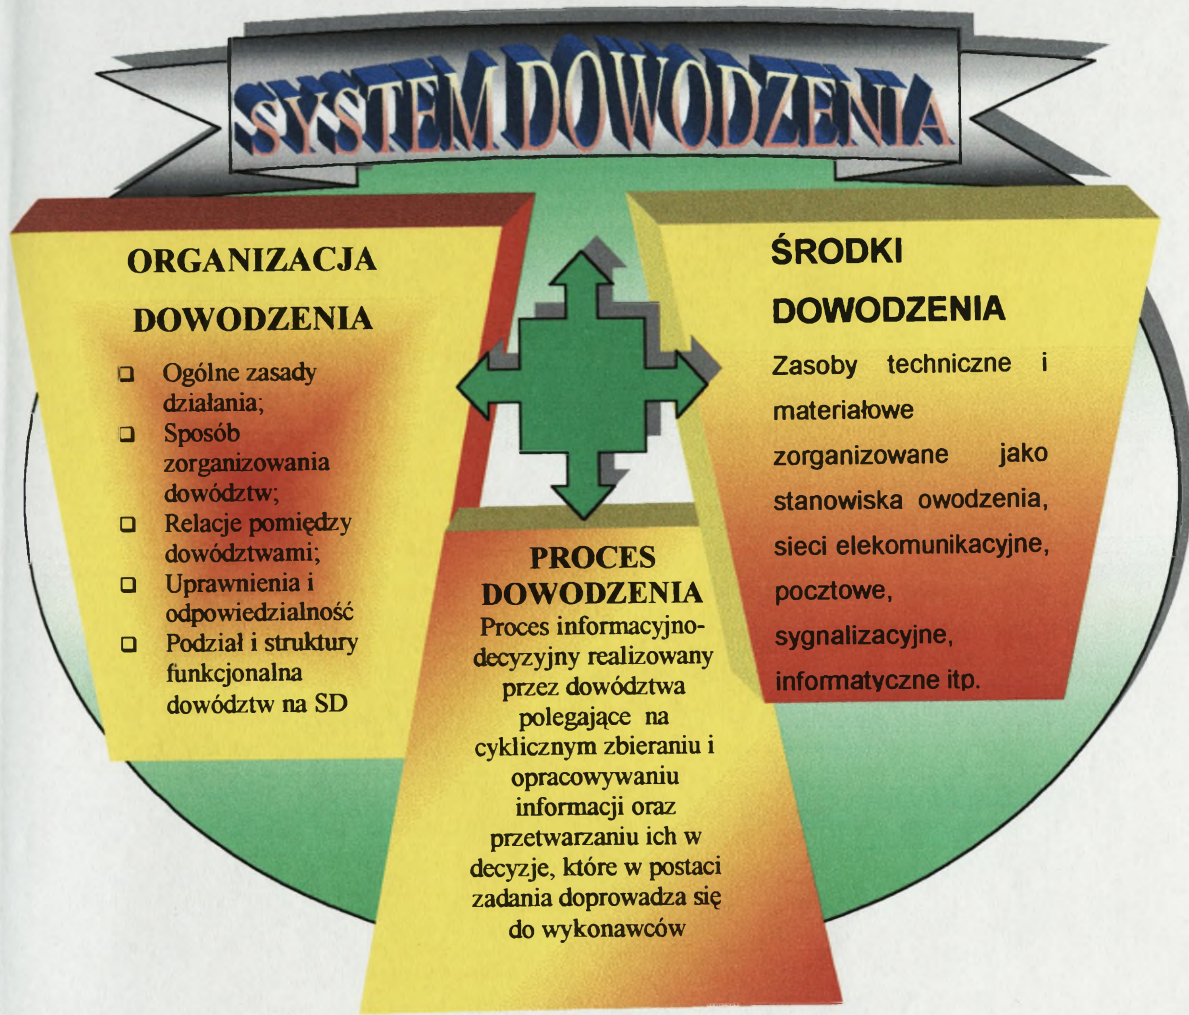 SYSTEM DOWODZENIA
ORGANIZACJA
DOWODZENIA
❑ Ogólne zasady
działania;
❑ Sposób
zorganizowania
dowództw;
❑ Relacje pomiędzy
dowództwami;
❑ Uprawnienia i
odpowiedzialność
❑ Podział i struktury
funkcjonalna
dowództw na SD
PROCES
DOWODZENIA
Proces informacyjno-
decyzyjny realizowany
przez dowództwa
polegające na
cyklicznym zbieraniu i
opracowywaniu
informacji oraz
przetwarzaniu ich w
decyzje, które w postaci
zadania doprowadza się
do wykonawców
ŚRODKI
DOWODZENIA
Zasoby techniczne i
materiałowe
zorganizowane jako
stanowiska owodzenia,
sieci elekomunikacyjne,
pocztowe,
sygnalizacyjne,
informatyczne itp.